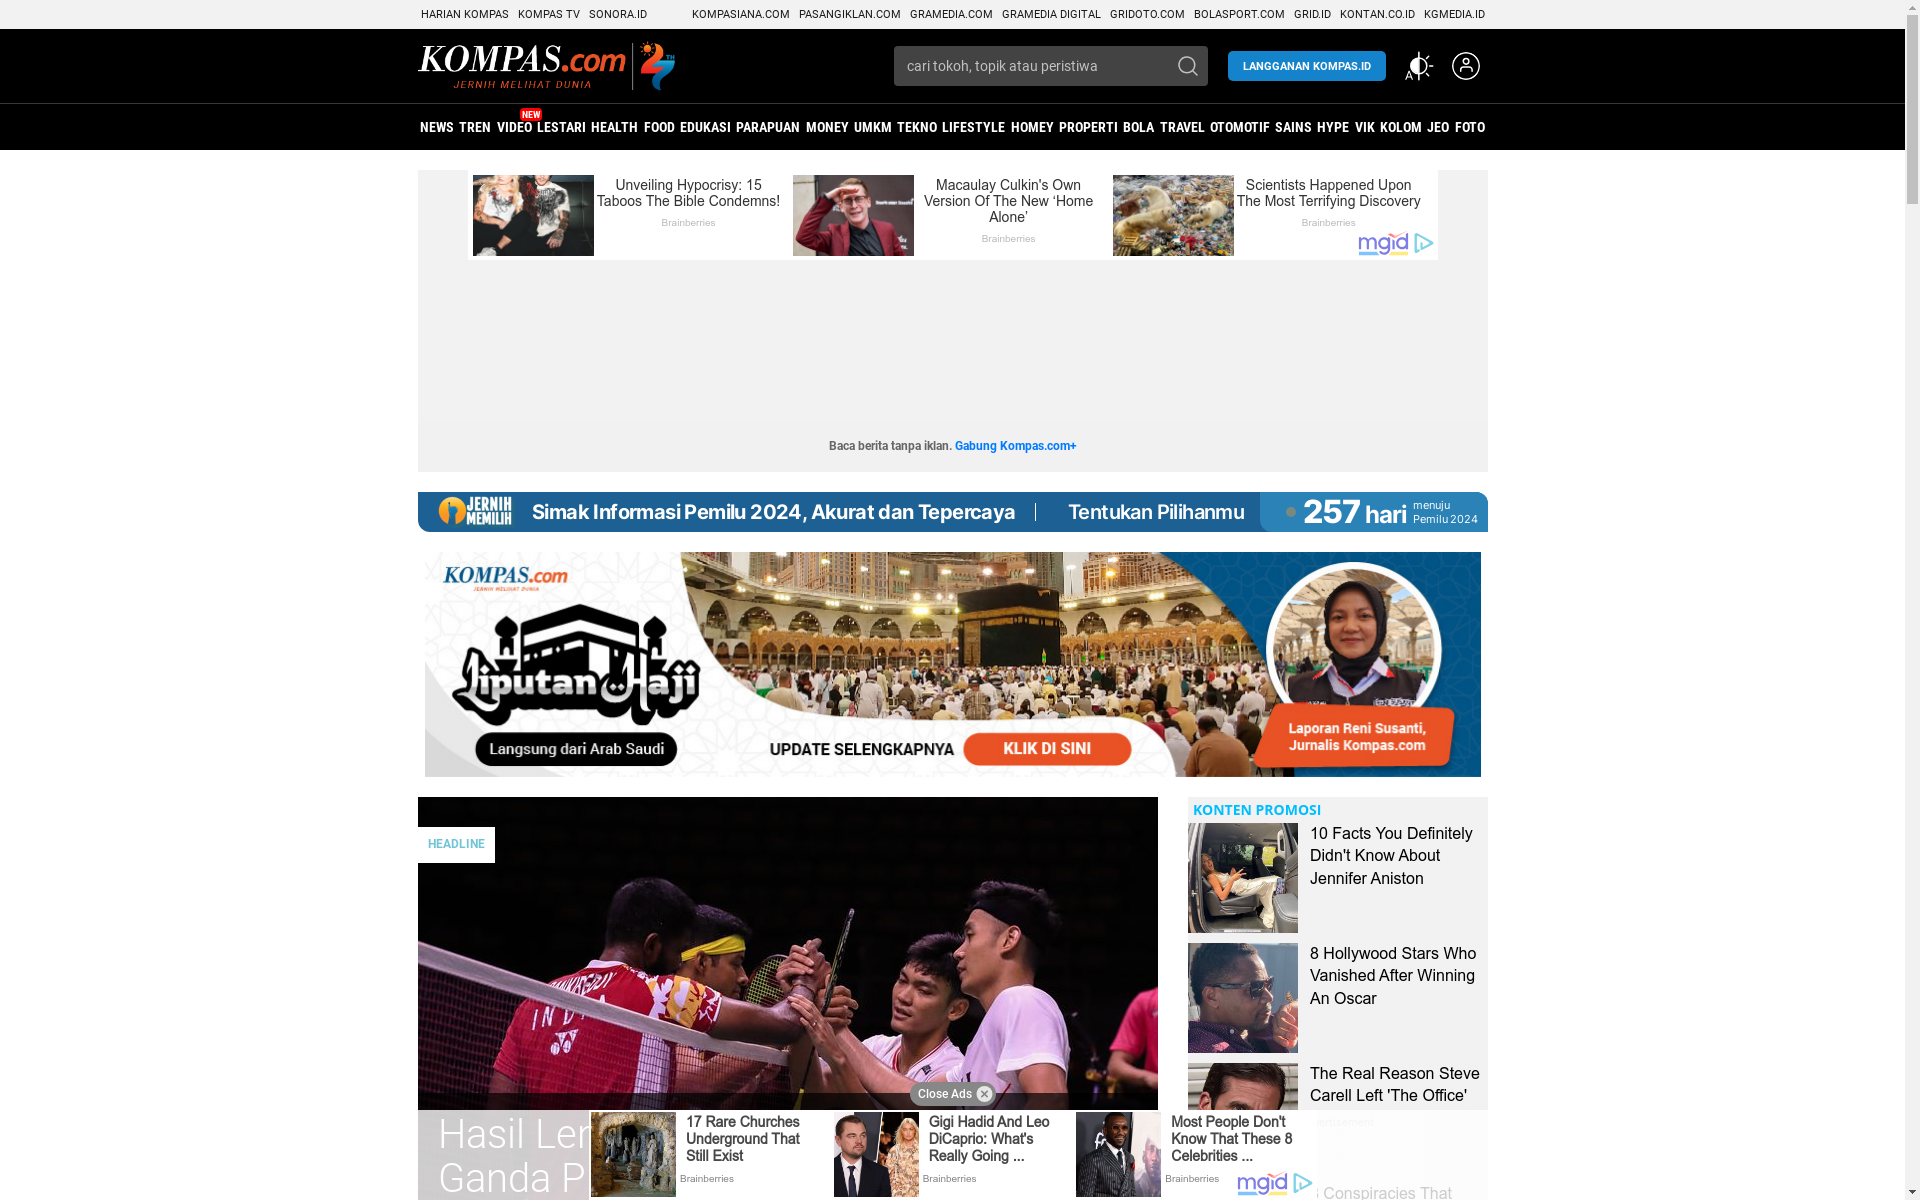 HARIAN KOMPAS KOMPAS TV SONORA.ID KOMPASIANA.COM PASANGIKLAN.COM GRAMEDIA.COM GRAMEDIA DIGITAL GRIDOTO.COM BOLASPORT.COM GRID.ID KONTAN.CO.ID KGMEDIA.ID
KOMPAS.com
JERNIH MELIHAT DUNIA
cari tokoh, topik atau peristiwa
LANGGANAN KOMPAS.ID
NEW
NEWS TREN VIDEO LESTARI HEALTH FOOD EDUKASI PARAPUAN MONEY UMKM TEKNO LIFESTYLE HOMEY PROPERTI BOLA TRAVEL OTOMOTIF SAINS HYPE VIK KOLOM JEO FOTO
Unveiling Hypocrisy: 15
Taboos The Bible Condemns!
Brainberries
Macaulay Culkin's Own
Version Of The New ‘Home
Alone’
Brainberries
Scientists Happened Upon
The Most Terrifying Discovery
Brainberries
mgid
Baca berita tanpa iklan. Gabung Kompas.com+
JERNIH
MEMILIH
Simak Informasi Pemilu 2024, Akurat dan Tepercaya
Tentukan Pilihanmu
257 hari
menuju
Pemilu 2024
KOMPAS.com
JERNIH MELIHAT DUNIA
Liputan Haji
Langsung dari Arab Saudi
UPDATE SELENGKAPNYA
KLIK DI SINI
Laporan Reni Susanti,
Jurnalis Kompas.com
HEADLINE
IND
KONTEN PROMOSI
10 Facts You Definitely
Didn't Know About
Jennifer Aniston
8 Hollywood Stars Who
Vanished After Winning
An Oscar
The Real Reason Steve
Carell Left 'The Office'
Close Ads
Hasil
Ganda
17 Rare Churches
Underground That
Still Exist
Brainberries
Gigi Hadid And Leo
DiCaprio: What's
Really Going ...
Brainberries
Most People Don't
Know That These 8
Celebrities ...
Brainberries
mgid
Conspiracies That